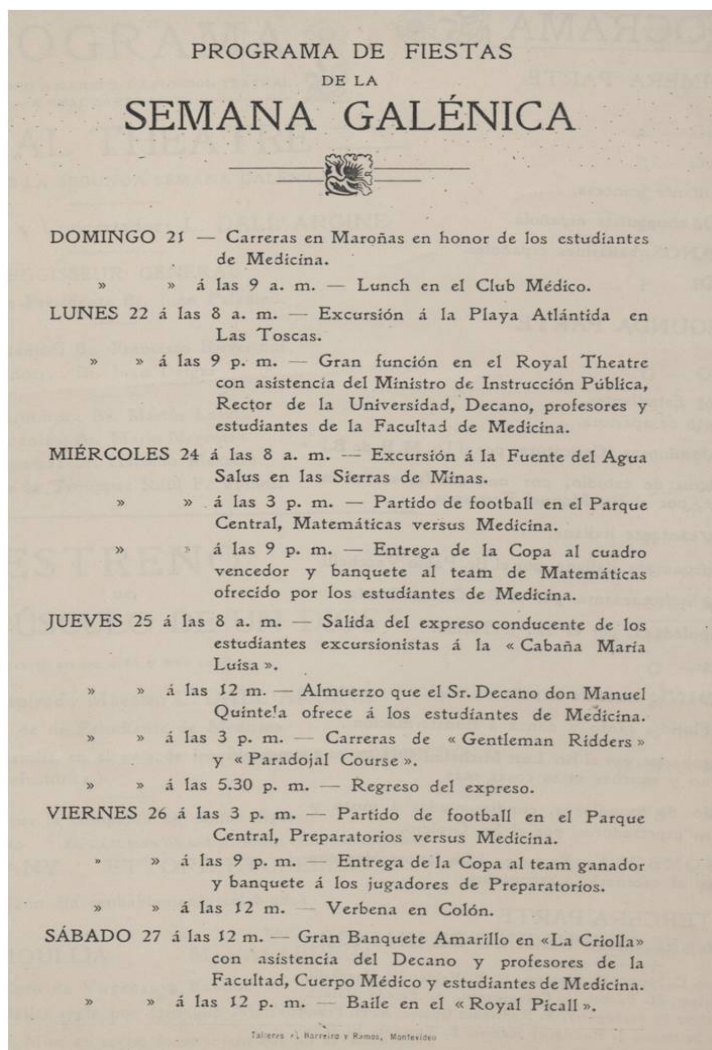 PROGRAMA DE FIESTAS
DE LA
SEMANA GALÉNICA
DOMINGO 21 — Carreras en Maroñas en honor de los estudiantes
de Medicina.
» » á las 9 a. m. — Lunch en el Club Médico.
LUNES 22 á las 8 a. m. — Excursión á la Playa Atlántida en
Las Toscas.
» » á las 9 p. m. — Gran función en el Royal Theatre
con asistencia del Ministro de Instrucción Pública,
Rector de la Universidad, Decano, profesores y
estudiantes de la Facultad de Medicina.
MIÉRCOLES 24 á las 8 a. m. — Excursión á la Fuente del Agua
Salus en las Sierras de Minas.
» » á las 3 p. m. — Partido de football en el Parque
Central, Matemáticas versus Medicina.
» » á las 9 p. m. — Entrega de la Copa al cuadro
vencedor y banquete al team de Matemáticas
ofrecido por los estudiantes de Medicina.
JUEVES 25 á las 8 a. m. — Salida del expreso conducente de los
estudiantes excursionistas á la « Cabaña María
Luisa ».
» » á las 12 m. — Almuerzo que el Sr. Decano don Manuel
Quintela ofrece á los estudiantes de Medicina.
» » á las 3 p. m. — Carreras de « Gentleman Ridders »
y « Paradojal Course ».
» » á las 5.30 p. m. — Regreso del expreso.
VIERNES 26 á las 3 p. m. — Partido de football en el Parque
Central, Preparatorios versus Medicina.
» » á las 9 p. m. — Entrega de la Copa al team ganador
y banquete á los jugadores de Preparatorios.
» » á las 12 m. — Verbena en Colón.
SÁBADO 27 á las 12 m. — Gran Banquete Amarillo en «La Criolla»
con asistencia del Decano y profesores de la
Facultad, Cuerpo Médico y estudiantes de Medicina.
» » á las 12 p. m. — Baile en el « Royal Picall ».
Talleres A. Barreiro y Ramos, Montevideo